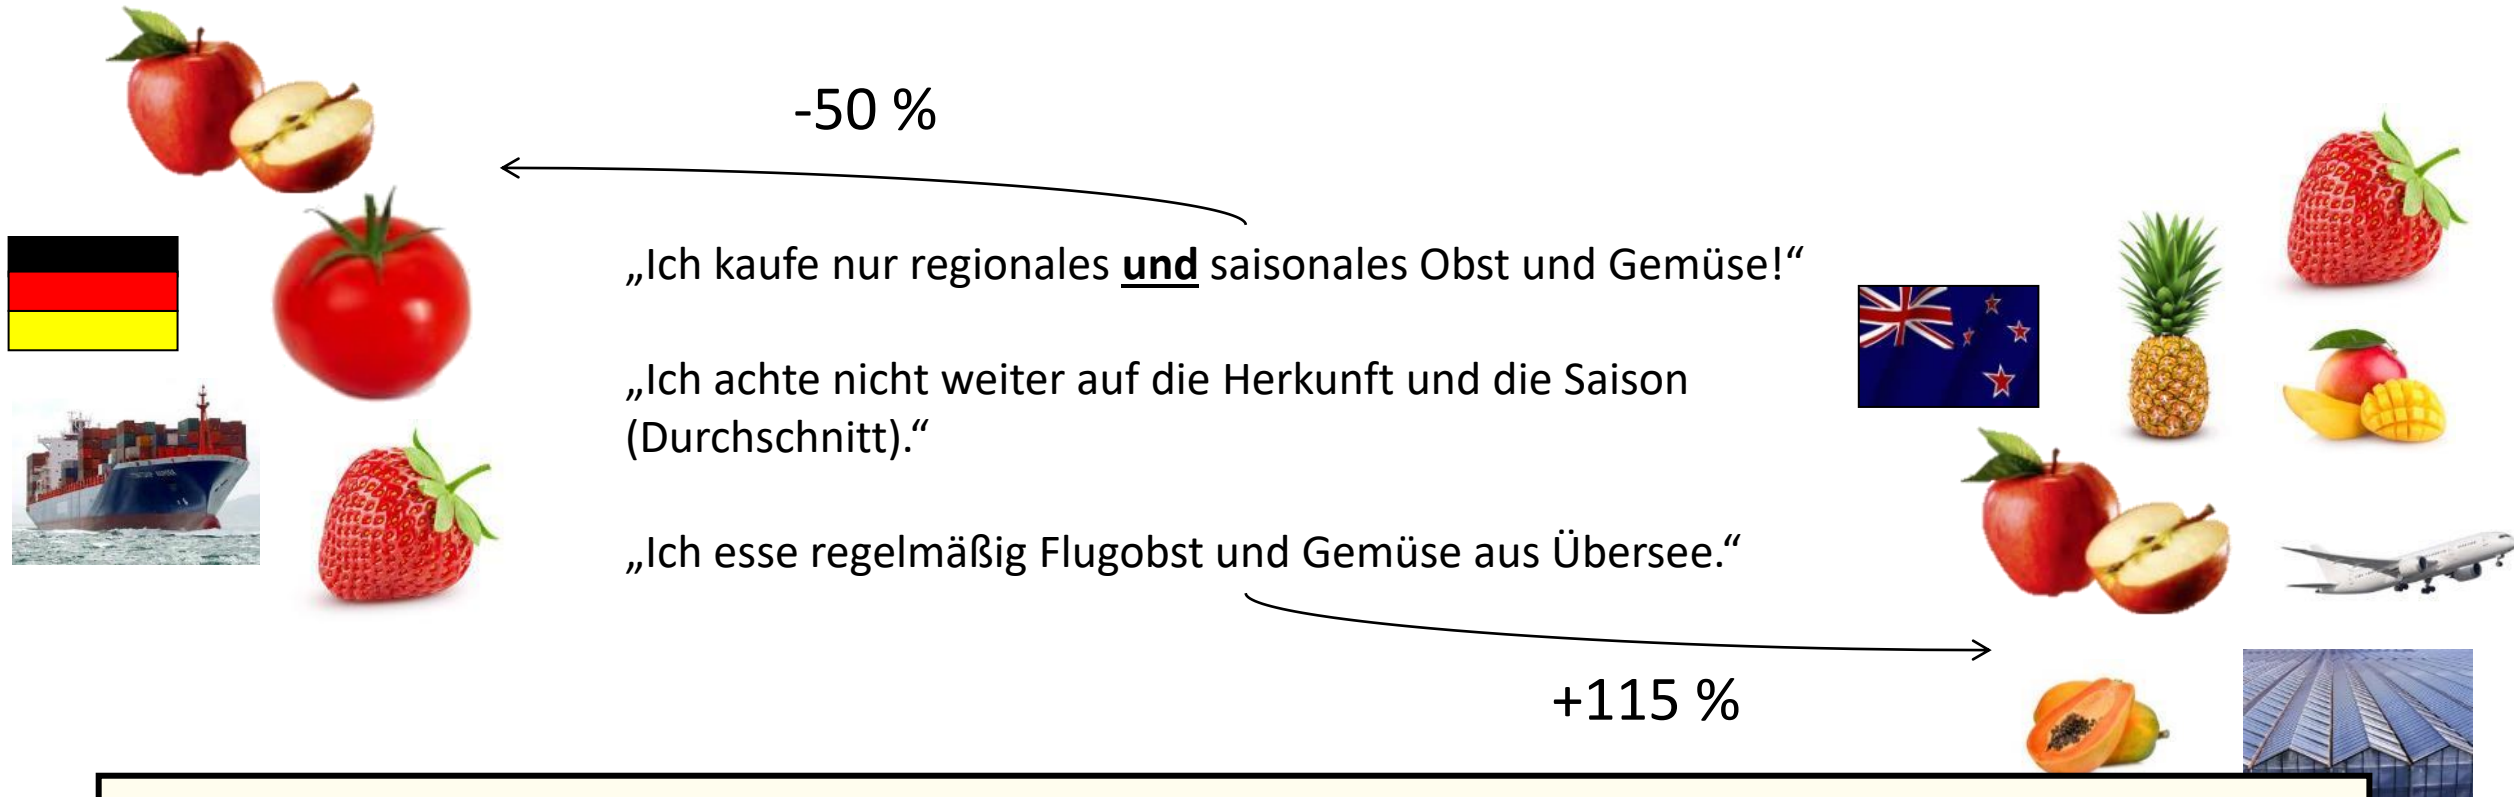 -50 %
„Ich kaufe nur regionales und saisonales Obst und Gemüse!“
„Ich achte nicht weiter auf die Herkunft und die Saison
(Durchschnitt).“
„Ich esse regelmäßig Flugobst und Gemüse aus Übersee.“
+115 %